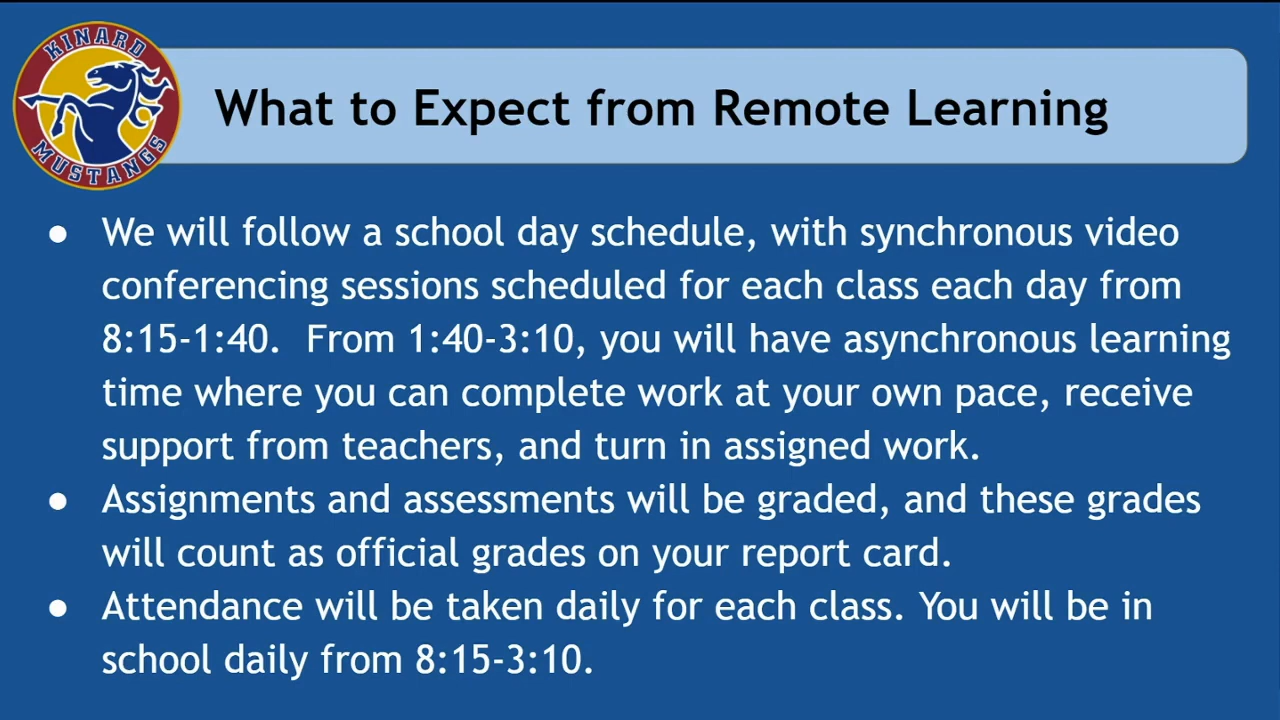 KINARD
MUSTANGS
What to Expect from Remote Learning
● We will follow a school day schedule, with synchronous video
conferencing sessions scheduled for each class each day from
8:15-1:40.  From 1:40-3:10, you will have asynchronous learning
time where you can complete work at your own pace, receive
support from teachers, and turn in assigned work.
● Assignments and assessments will be graded, and these grades
will count as official grades on your report card.
● Attendance will be taken daily for each class. You will be in
school daily from 8:15-3:10.